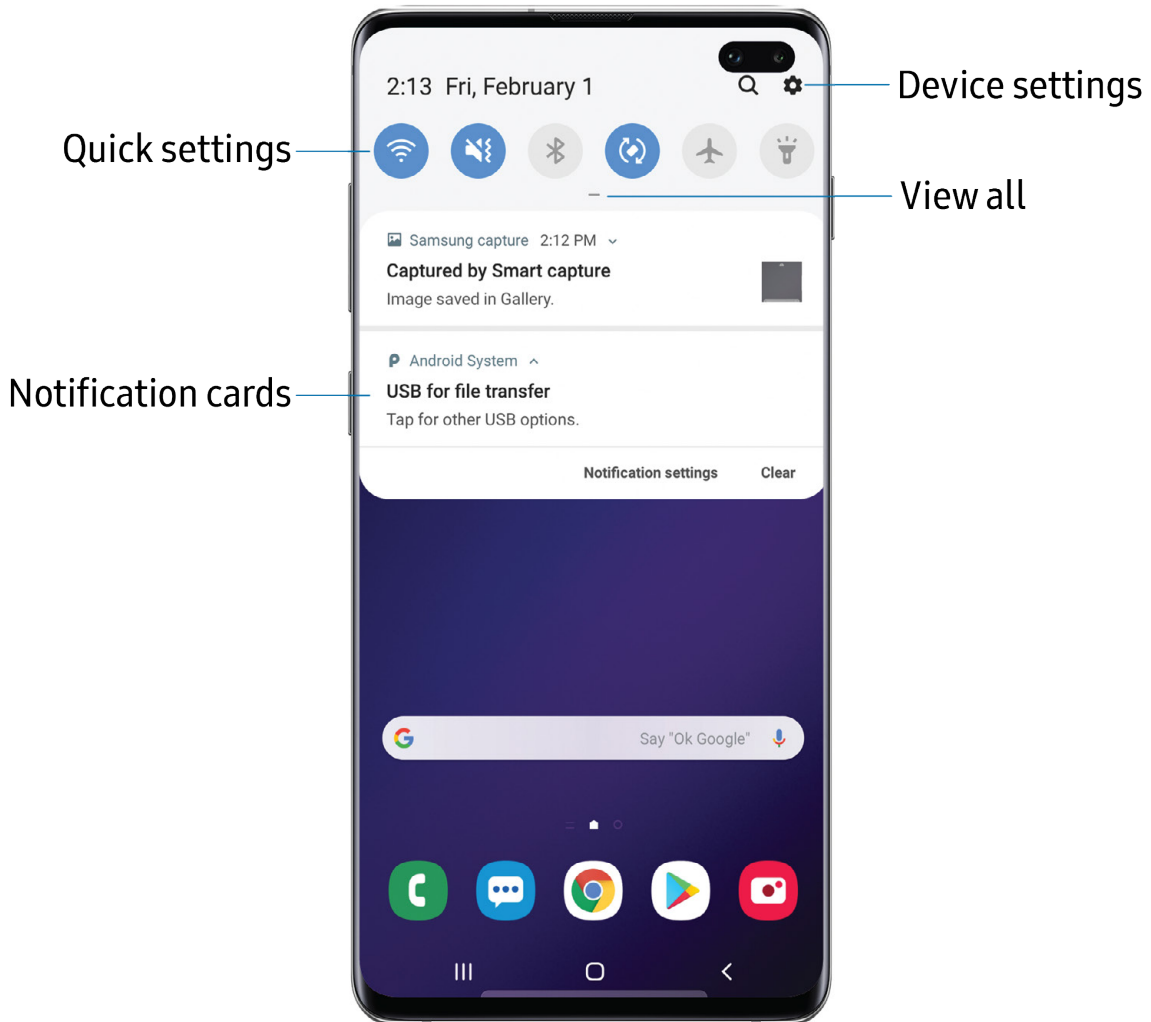 2:13 Fri, February 1
Device settings
Quick settings
View all
Samsung capture 2:12 PM
Captured by Smart capture
Image saved in Gallery.
Android System
Notification cards
USB for file transfer
Tap for other USB options.
Notification settings Clear
Say "Ok Google"